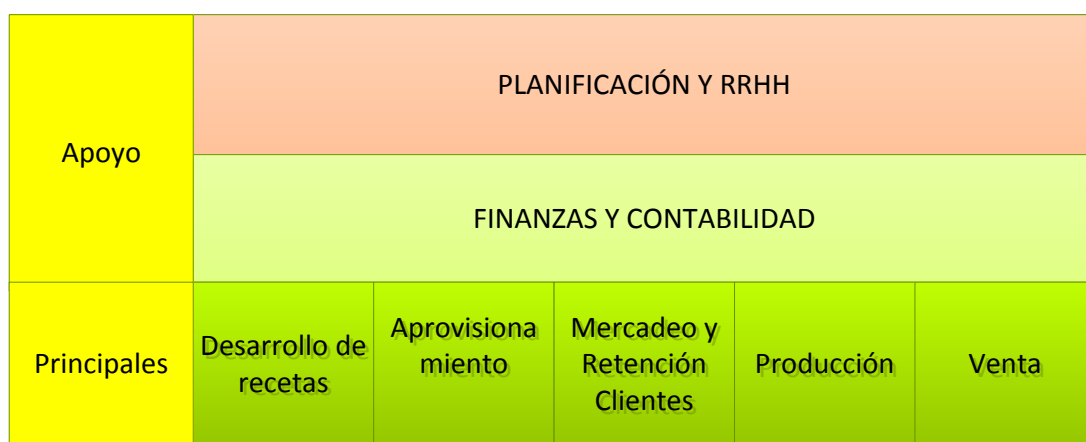 Apoyo
PLANIFICACIÓN Y RRHH
FINANZAS Y CONTABILIDAD
Principales
Desarrollo de
recetas
Aprovisiona
miento
Mercadeo y
Retención
Clientes
Producción
Venta